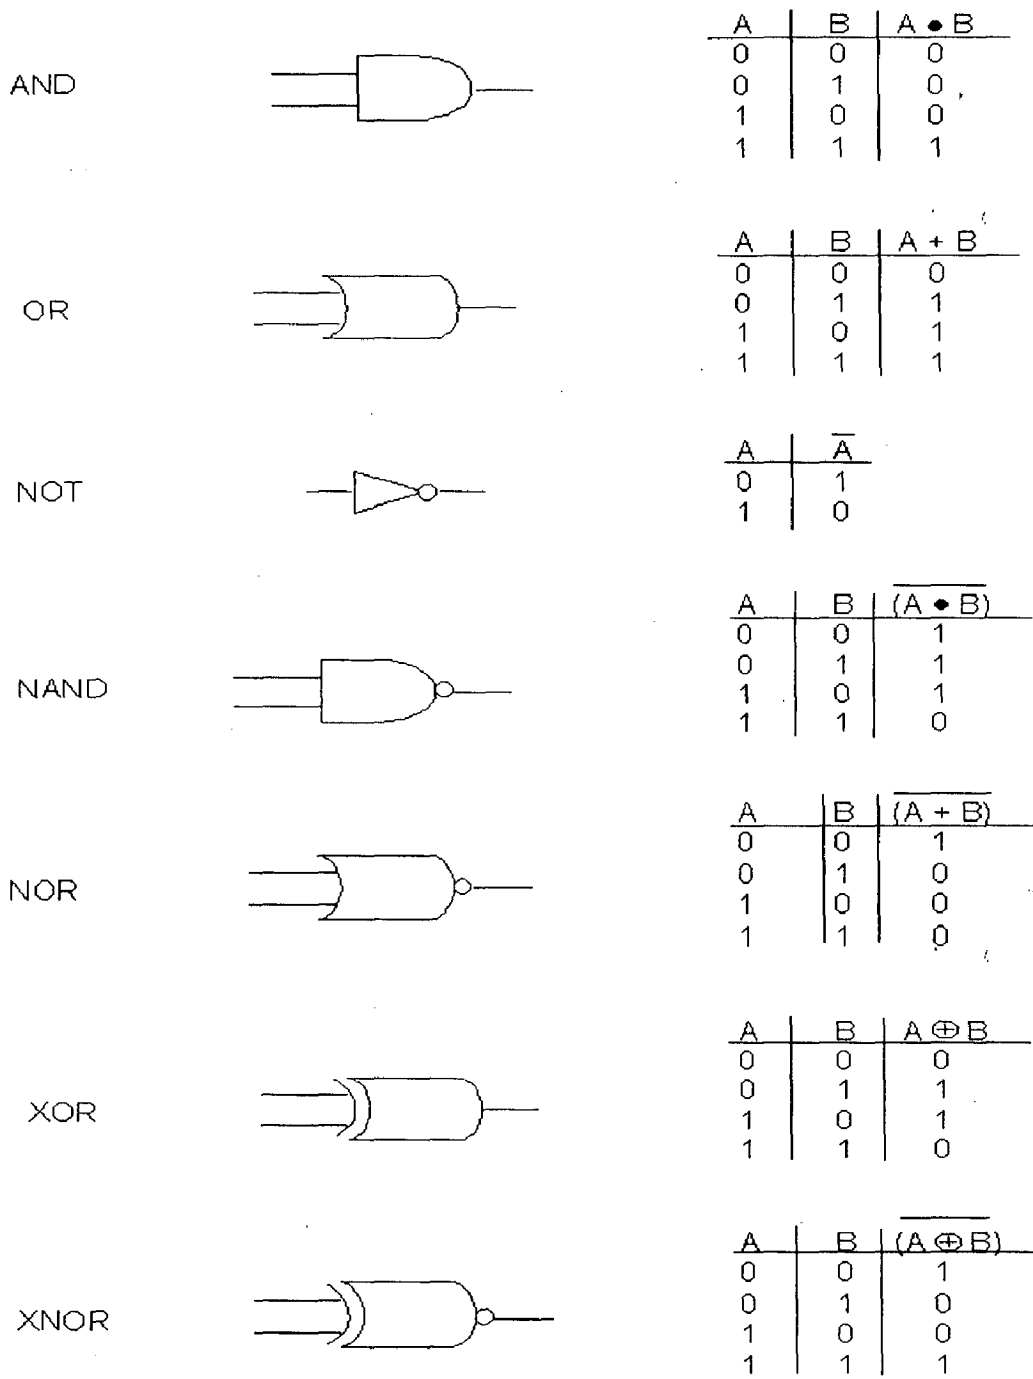 A B A • B
0 0 0
AND
0 1 0
1 0 0
1 1 1
A B A + B
0 0 0
OR
0 1 1
1 0 1
1 1 1
A A̅
NOT
0 1
1 0
A B (A • B)̅
0 0 1
NAND
0 1 1
1 0 1
1 1 0
A B (A + B)̅
0 0 1
NOR
0 1 0
1 0 0
1 1 0
A B A ⊕ B
0 0 0
XOR
0 1 1
1 0 1
1 1 0
A B (A ⊕ B)̅
0 0 1
XNOR
0 1 0
1 0 0
1 1 1